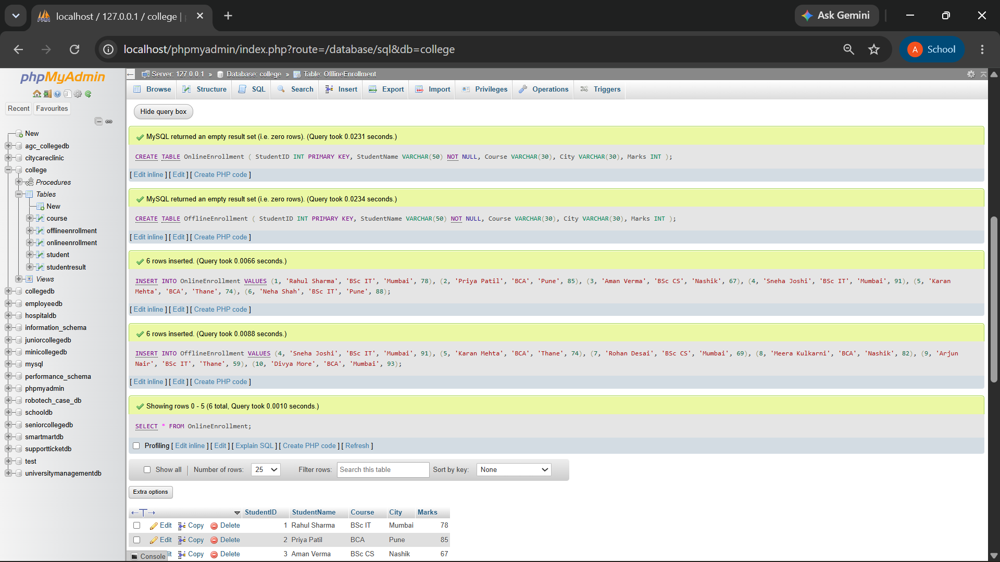 localhost / 127.0.0.1 / college |
Ask Gemini
localhost/phpmyadmin/index.php?route=/database/sql&db=college
A School
phpMyAdmin
Recent Favourites
New
agc_collegedb
citycareclinic
college
Procedures
Tables
New
course
offlineenrollment
onlineenrollment
student
studentresult
Views
collegedb
employeedb
hospitaldb
information_schema
juniorcollegedb
minicollegedb
mysql
performance_schema
phpmyadmin
robotech_case_db
schooldb
seniorcollegedb
smartmartdb
supportticketdb
test
universitymanagementdb
Server: 127.0.0.1 » Database: college » Table: OfflineEnrollment
Browse Structure SQL Search Insert Export Import Privileges Operations Triggers
Hide query box
MySQL returned an empty result set (i.e. zero rows). (Query took 0.0231 seconds.)
CREATE TABLE OnlineEnrollment ( StudentID INT PRIMARY KEY, StudentName VARCHAR(50) NOT NULL, Course VARCHAR(30), City VARCHAR(30), Marks INT );
[ Edit inline ] [ Edit ] [ Create PHP code ]
MySQL returned an empty result set (i.e. zero rows). (Query took 0.0234 seconds.)
CREATE TABLE OfflineEnrollment ( StudentID INT PRIMARY KEY, StudentName VARCHAR(50) NOT NULL, Course VARCHAR(30), City VARCHAR(30), Marks INT );
[ Edit inline ] [ Edit ] [ Create PHP code ]
6 rows inserted. (Query took 0.0066 seconds.)
INSERT INTO OnlineEnrollment VALUES (1, 'Rahul Sharma', 'BSc IT', 'Mumbai', 78), (2, 'Priya Patil', 'BCA', 'Pune', 85), (3, 'Aman Verma', 'BSc CS', 'Nashik', 67), (4, 'Sneha Joshi', 'BSc IT', 'Mumbai', 91), (5, 'Karan
Mehta', 'BCA', 'Thane', 74), (6, 'Neha Shah', 'BSc IT', 'Pune', 88);
[ Edit inline ] [ Edit ] [ Create PHP code ]
6 rows inserted. (Query took 0.0088 seconds.)
INSERT INTO OfflineEnrollment VALUES (4, 'Sneha Joshi', 'BSc IT', 'Mumbai', 91), (5, 'Karan Mehta', 'BCA', 'Thane', 74), (7, 'Rohan Desai', 'BSc CS', 'Mumbai', 69), (8, 'Meera Kulkarni', 'BCA', 'Nashik', 82), (9, 'Arjun
Nair', 'BSc IT', 'Thane', 59), (10, 'Divya More', 'BCA', 'Mumbai', 93);
[ Edit inline ] [ Edit ] [ Create PHP code ]
Showing rows 0 - 5 (6 total, Query took 0.0010 seconds.)
SELECT * FROM OnlineEnrollment;
Profiling [ Edit inline ] [ Edit ] [ Explain SQL ] [ Create PHP code ] [ Refresh ]
Show all | Number of rows: 25 Filter rows: Search this table Sort by key: None
Extra options
StudentID StudentName Course City Marks
Edit Copy Delete 1 Rahul Sharma BSc IT Mumbai 78
Edit Copy Delete 2 Priya Patil BCA Pune 85
Copy Delete 3 Aman Verma BSc CS Nashik 67
Console